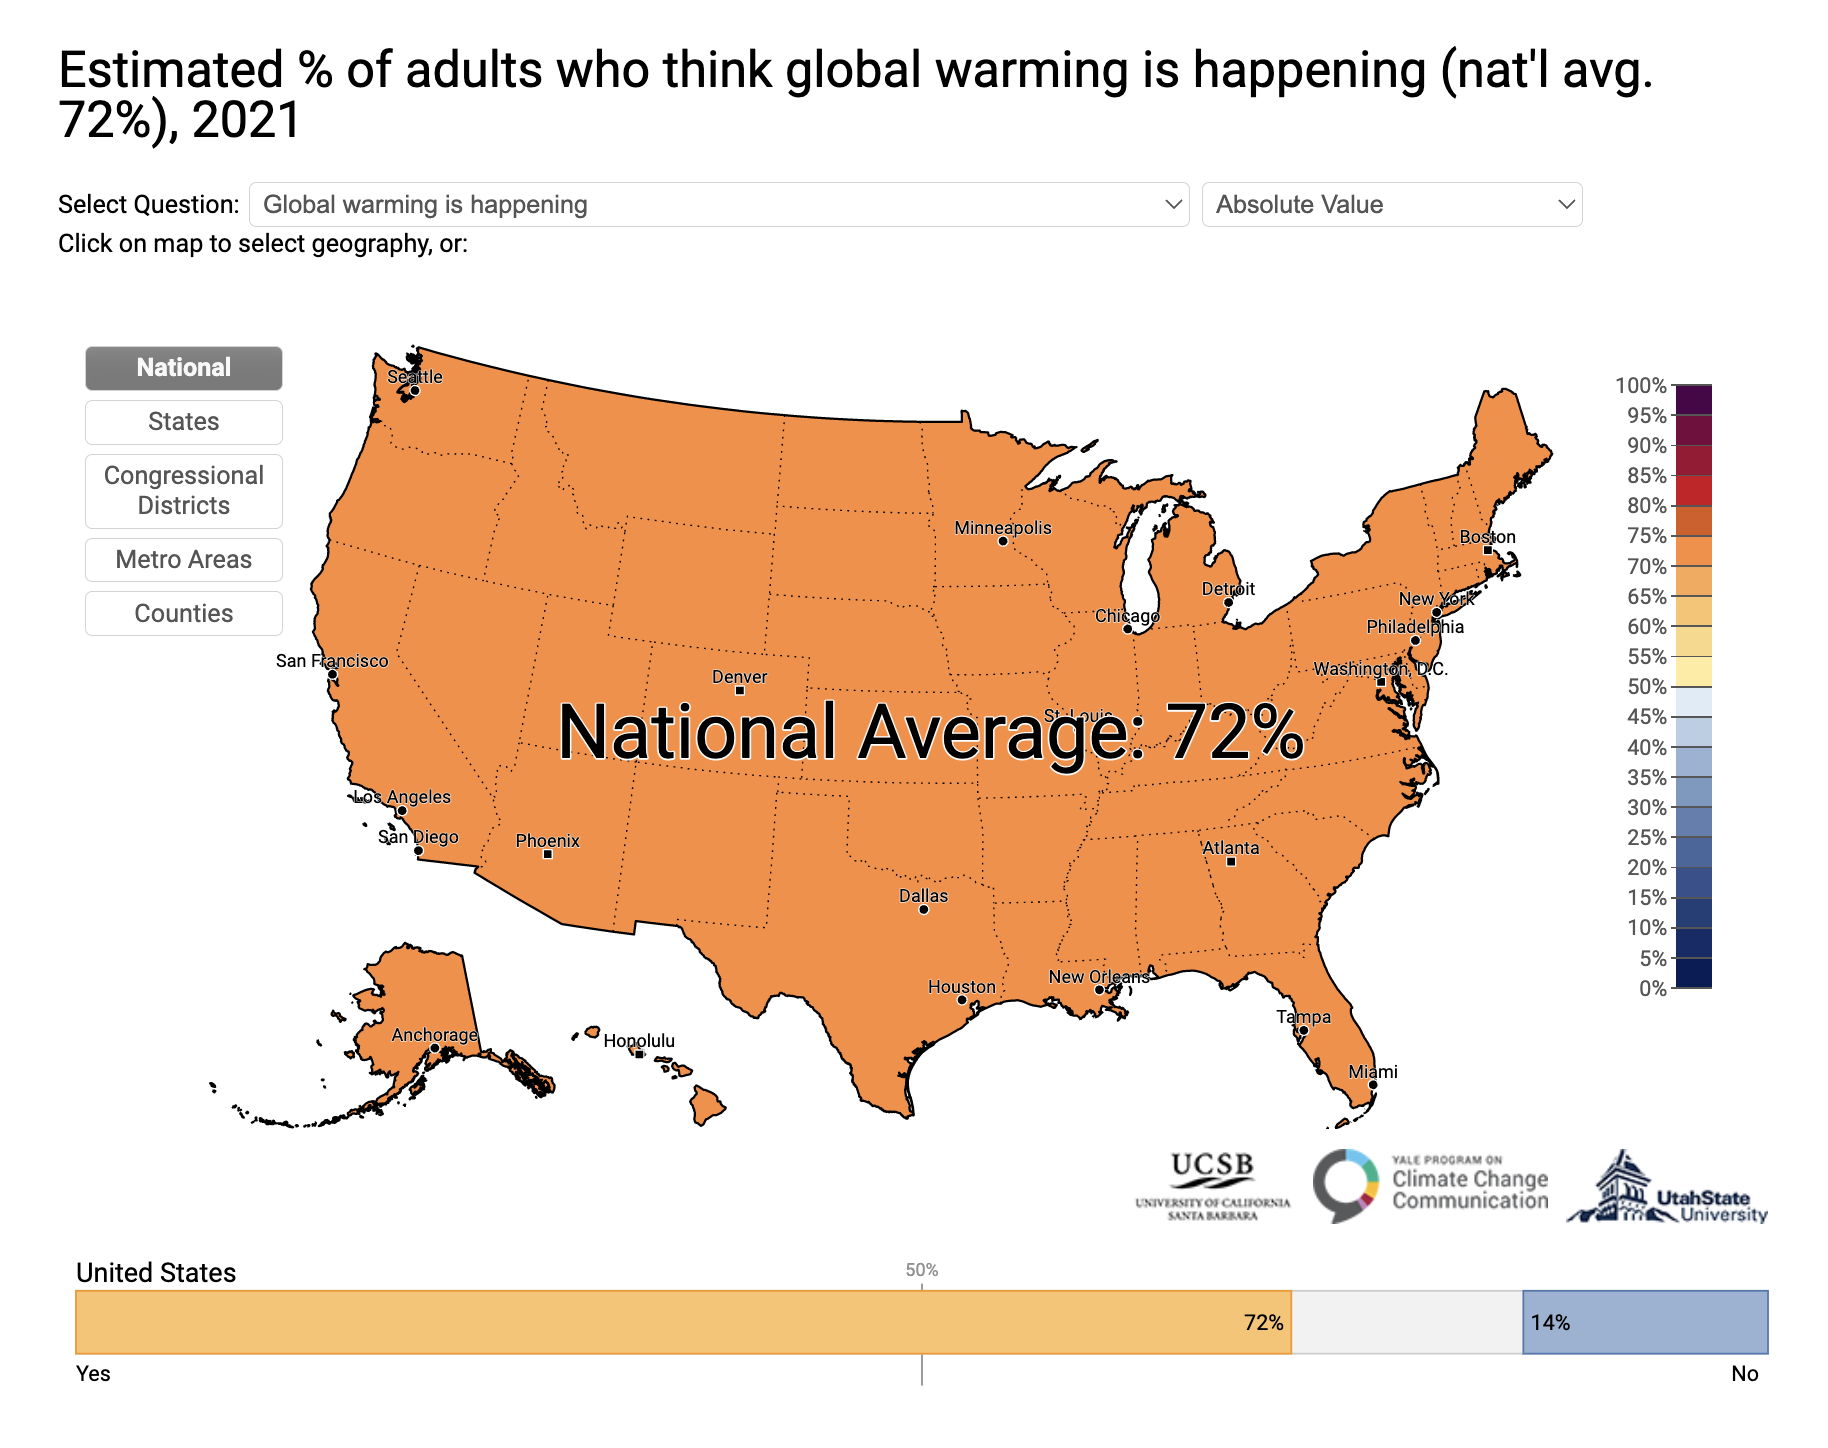 Estimated % of adults who think global warming is happening (nat'l avg.
72%), 2021
Select Question:
Global warming is happening
Absolute Value
Click on map to select geography, or:
National
States
Congressional
Districts
Metro Areas
Counties
Seattle
Minneapolis
Boston
Detroit
New York
Chicago
Philadelphia
San Francisco
Washington, D.C.
Denver
St. Louis
National Average: 72%
Los Angeles
San Diego
Phoenix
Atlanta
Dallas
New Orleans
Houston
Tampa
Anchorage
Honolulu
Miami
100%
95%
90%
85%
80%
75%
70%
65%
60%
55%
50%
45%
40%
35%
30%
25%
20%
15%
10%
5%
0%
UCSB
UNIVERSITY OF CALIFORNIA
SANTA BARBARA
YALE PROGRAM ON
Climate Change
Communication
UtahState
University
United States
50%
72%
14%
Yes
No